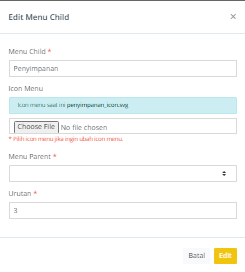 Edit Menu Child ×
Menu Child *
Penyimpanan
Icon Menu
Icon menu saat ini penyimpanan_icon.svg
Choose File No file chosen
* Pilih icon menu jika ingin ubah icon menu
Menu Parent *
Urutan *
3
Batal Edit